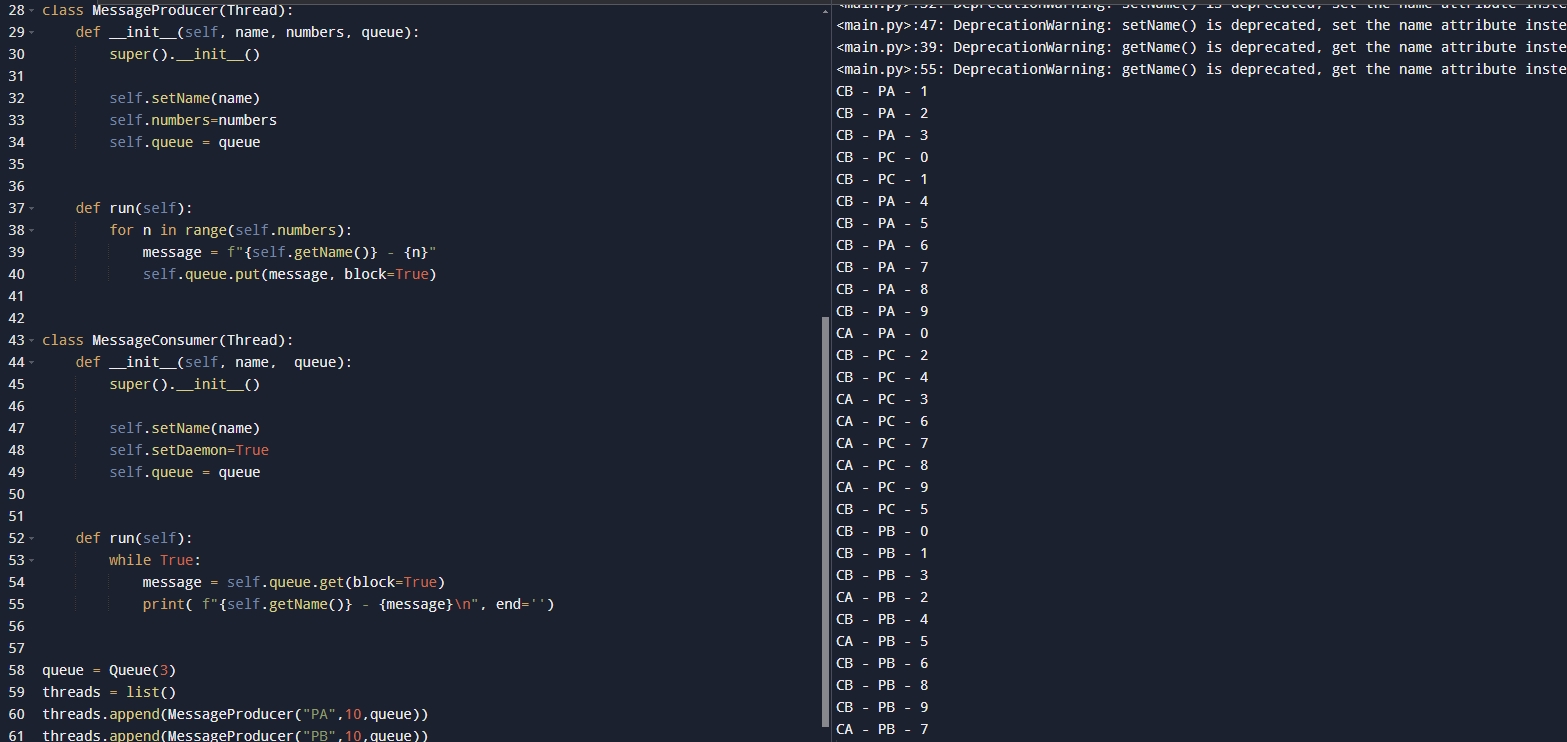 28 class MessageProducer(Thread):
29     def __init__(self, name, numbers, queue):
30         super().__init__()
31
32         self.setName(name)
33         self.numbers=numbers
34         self.queue = queue
35
36
37     def run(self):
38         for n in range(self.numbers):
39             message = f"{self.getName()} - {n}"
40             self.queue.put(message, block=True)
41
42
43 class MessageConsumer(Thread):
44     def __init__(self, name,  queue):
45         super().__init__()
46
47         self.setName(name)
48         self.setDaemon=True
49         self.queue = queue
50
51
52     def run(self):
53         while True:
54             message = self.queue.get(block=True)
55             print( f"{self.getName()} - {message}\n", end='')
56
57
58 queue = Queue(3)
59 threads = list()
60 threads.append(MessageProducer("PA",10,queue))
61 threads.append(MessageProducer("PB",10,queue))
<main.py>:32: DeprecationWarning: setName() is deprecated, set the name attribute inste
<main.py>:47: DeprecationWarning: setName() is deprecated, set the name attribute inste
<main.py>:39: DeprecationWarning: getName() is deprecated, get the name attribute inste
<main.py>:55: DeprecationWarning: getName() is deprecated, get the name attribute inste
CB - PA - 1
CB - PA - 2
CB - PA - 3
CB - PC - 0
CB - PC - 1
CB - PA - 4
CB - PA - 5
CB - PA - 6
CB - PA - 7
CB - PA - 8
CB - PA - 9
CA - PA - 0
CB - PC - 2
CB - PC - 4
CA - PC - 3
CA - PC - 6
CA - PC - 7
CA - PC - 8
CA - PC - 9
CB - PC - 5
CB - PB - 0
CB - PB - 1
CB - PB - 3
CA - PB - 2
CB - PB - 4
CA - PB - 5
CB - PB - 6
CB - PB - 8
CB - PB - 9
CA - PB - 7